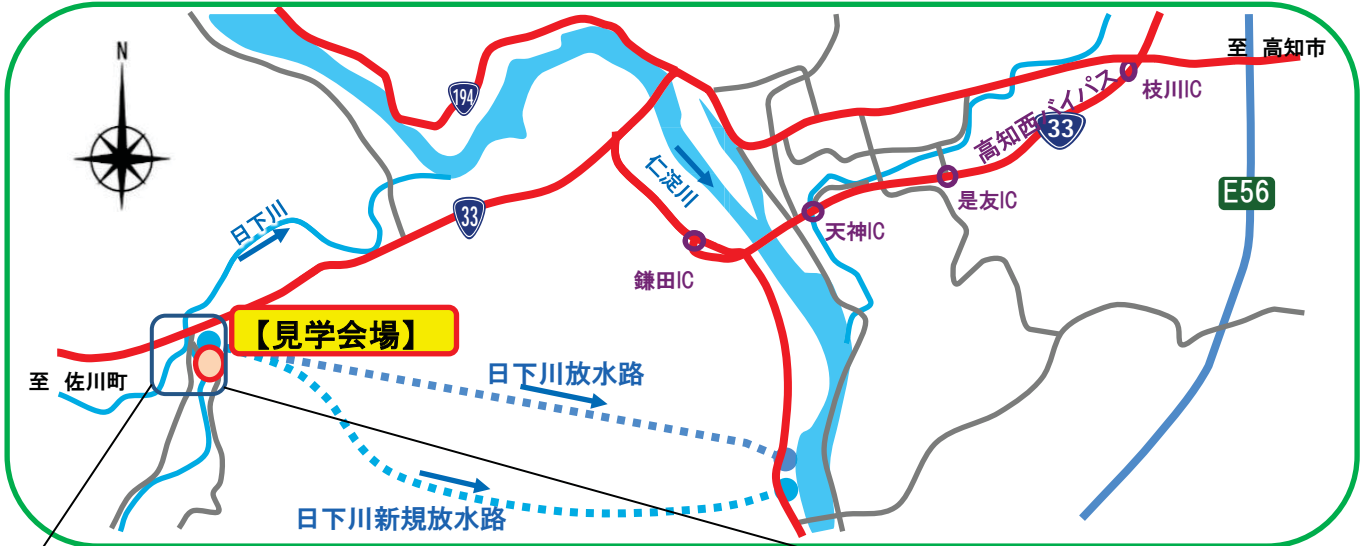 N
至 高知市
194
枝川IC
高知西バイパス
33
仁淀川
E56
是友IC
日下川
33
天神IC
鎌田IC
【見学会場】
至 佐川町
日下川放水路
日下川新規放水路